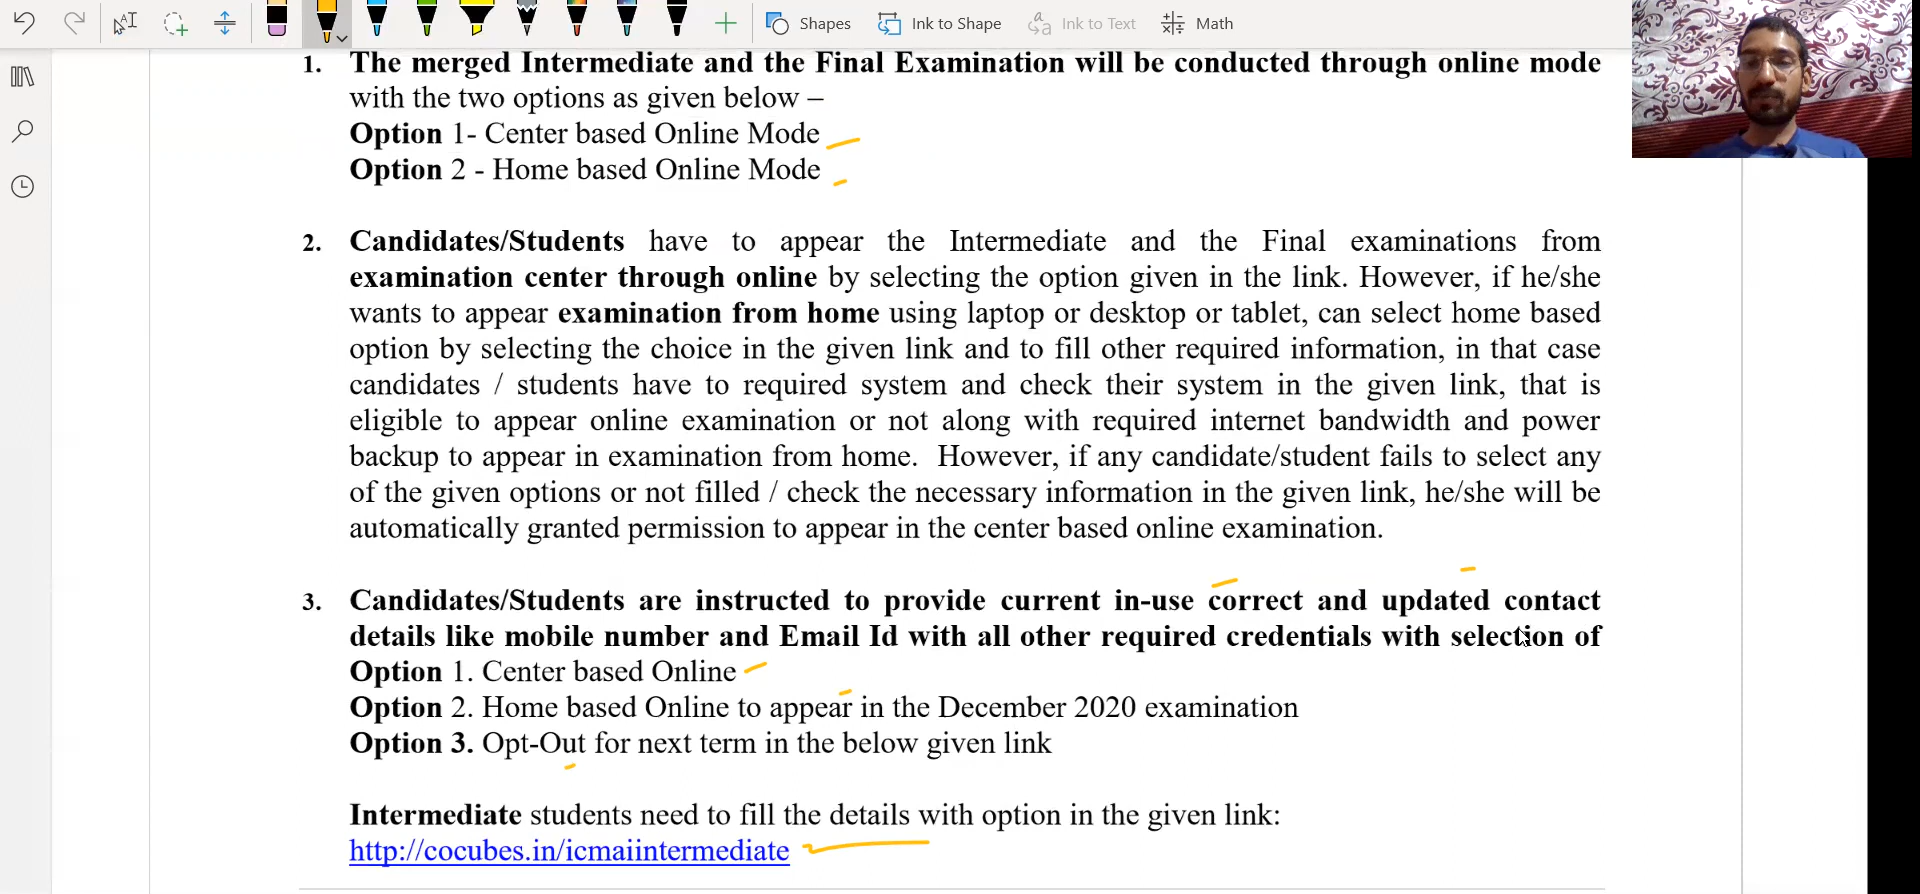 Shapes
Ink to Shape
Ink to Text
Math
1. The merged Intermediate and the Final Examination will be conducted through online mode
with the two options as given below –
Option 1- Center based Online Mode
Option 2 - Home based Online Mode
2. Candidates/Students have to appear the Intermediate and the Final examinations from
examination center through online by selecting the option given in the link. However, if he/she
wants to appear examination from home using laptop or desktop or tablet, can select home based
option by selecting the choice in the given link and to fill other required information, in that case
candidates / students have to required system and check their system in the given link, that is
eligible to appear online examination or not along with required internet bandwidth and power
backup to appear in examination from home. However, if any candidate/student fails to select any
of the given options or not filled / check the necessary information in the given link, he/she will be
automatically granted permission to appear in the center based online examination.
3. Candidates/Students are instructed to provide current in-use correct and updated contact
details like mobile number and Email Id with all other required credentials with selection of
Option 1. Center based Online
Option 2. Home based Online to appear in the December 2020 examination
Option 3. Opt-Out for next term in the below given link
Intermediate students need to fill the details with option in the given link:
http://cocubes.in/icmaiintermediate